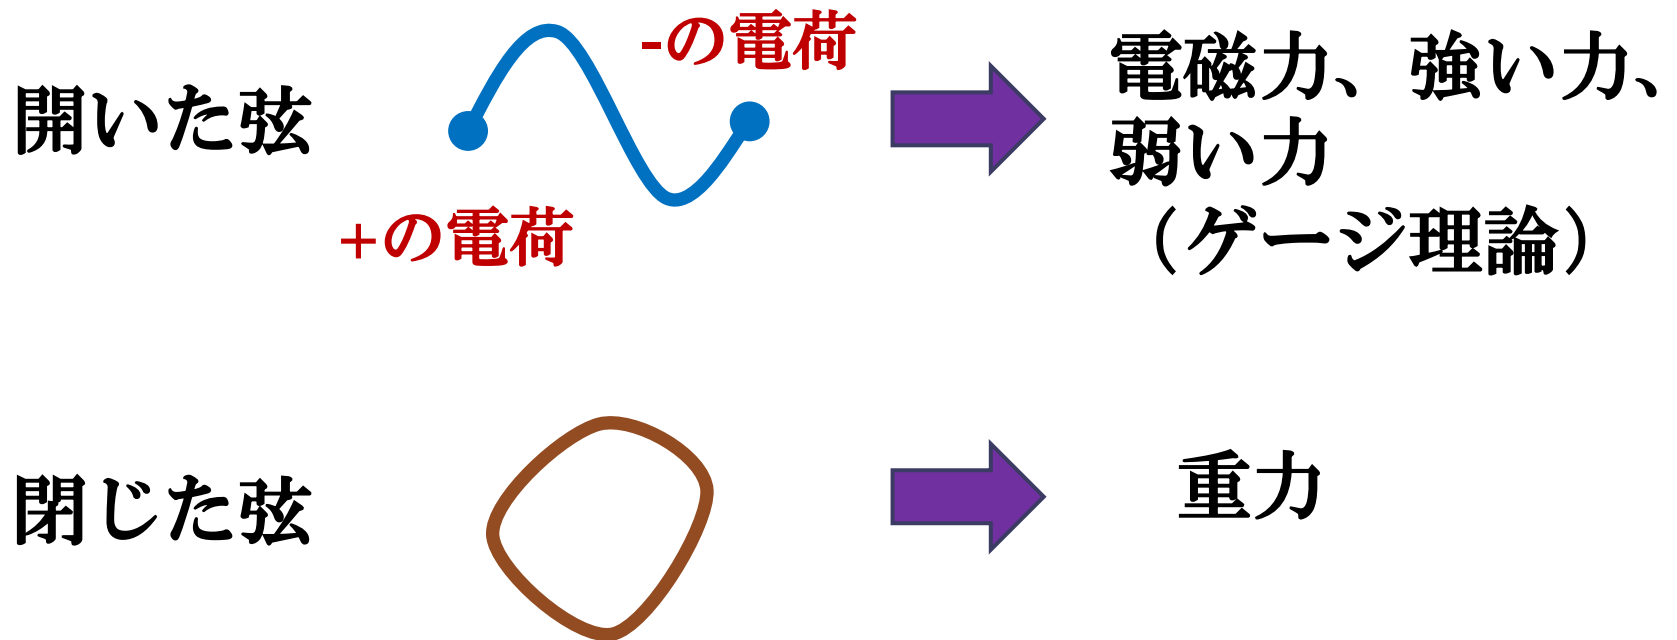 開いた弦
-の電荷
+の電荷
電磁力、強い力、
弱い力
（ゲージ理論）
閉じた弦
重力